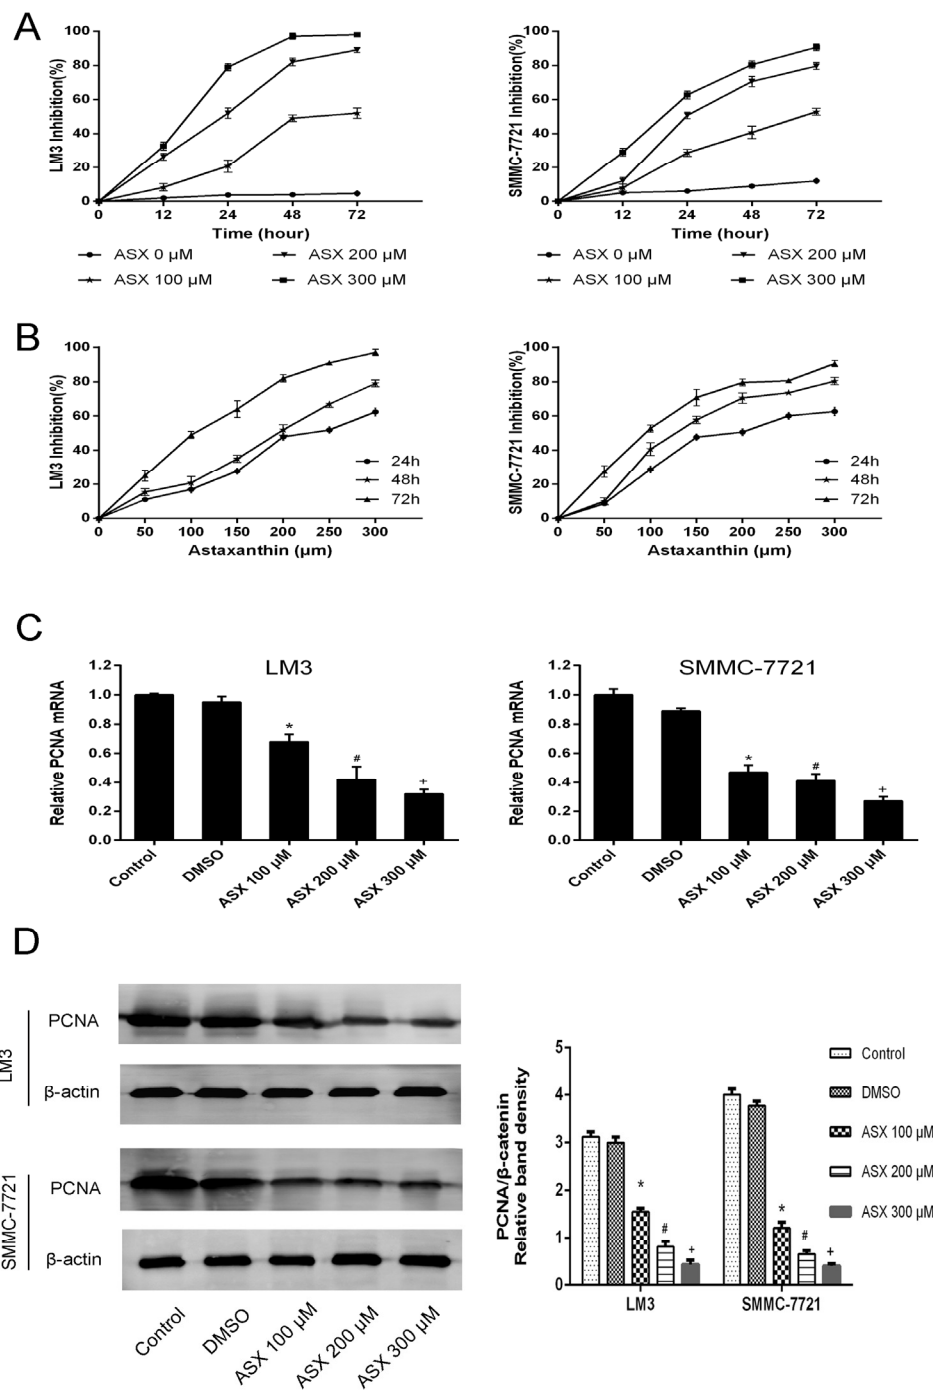 A
LM3 Inhibition(%)
100
80
60
40
20
0
0 12 24 48 72
Time (hour)
ASX 0 μM ASX 200 μM
ASX 100 μM ASX 300 μM
SMMC-7721 Inhibition(%)
100
80
60
40
20
0
0 12 24 48 72
Time (hour)
ASX 0 μM ASX 200 μM
ASX 100 μM ASX 300 μM
B
LM3 Inhibition(%)
100
80
60
40
20
0
24h
48h
72h
0 50 100 150 200 250 300
Astaxanthin (μm)
SMMC-7721 Inhibition(%)
100
80
60
40
20
0
24h
48h
72h
0 50 100 150 200 250 300
Astaxanthin (μm)
C
LM3
Relative PCNA mRNA
1.2
1.0
0.8
0.6
0.4
0.2
0.0
* # +
Control DMSO ASX 100 μM ASX 200 μM ASX 300 μM
SMMC-7721
Relative PCNA mRNA
1.2
1.0
0.8
0.6
0.4
0.2
0.0
* # +
Control DMSO ASX 100 μM ASX 200 μM ASX 300 μM
D
LM3
PCNA
β-actin
SMMC-7721
PCNA
β-actin
Control DMSO ASX 100 μM ASX 200 μM ASX 300 μM
PCNA/β-catenin
Relative band density
5
4
3
2
1
0
* # +
* # +
LM3 SMMC-7721
Control
DMSO
ASX 100 μM
ASX 200 μM
ASX 300 μM